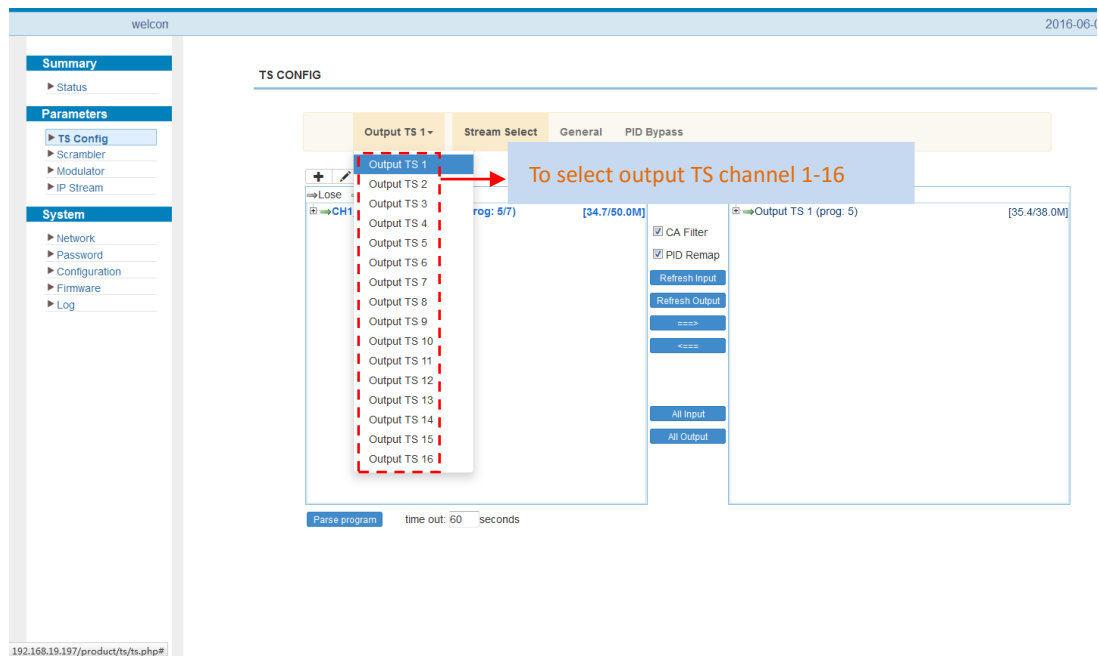 welcon
2016-06-0
Summary
Status
Parameters
TS Config
Scrambler
Modulator
IP Stream
System
Network
Password
Configuration
Firmware
Log
TS CONFIG
Output TS 1
Stream Select
General
PID Bypass
Output TS 1
Output TS 2
Output TS 3
Output TS 4
Output TS 5
Output TS 6
Output TS 7
Output TS 8
Output TS 9
Output TS 10
Output TS 11
Output TS 12
Output TS 13
Output TS 14
Output TS 15
Output TS 16
To select output TS channel 1-16
⇒Lose
⇒CH1 rog: 5/7) [34.7/50.0M]
CA Filter
PID Remap
Refresh Input
Refresh Output
===>
<===
All Input
All Output
⇒Output TS 1 (prog: 5) [35.4/38.0M]
Parse program time out: 60 seconds
192.168.19.197/product/ts/ts.php#